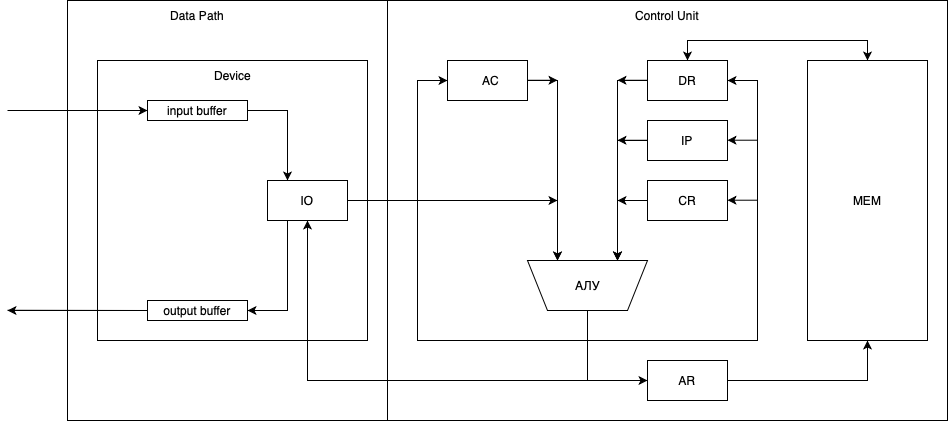 Data Path
Control Unit
Device
input buffer
IO
output buffer
AC
DR
IP
CR
MEM
АЛУ
AR